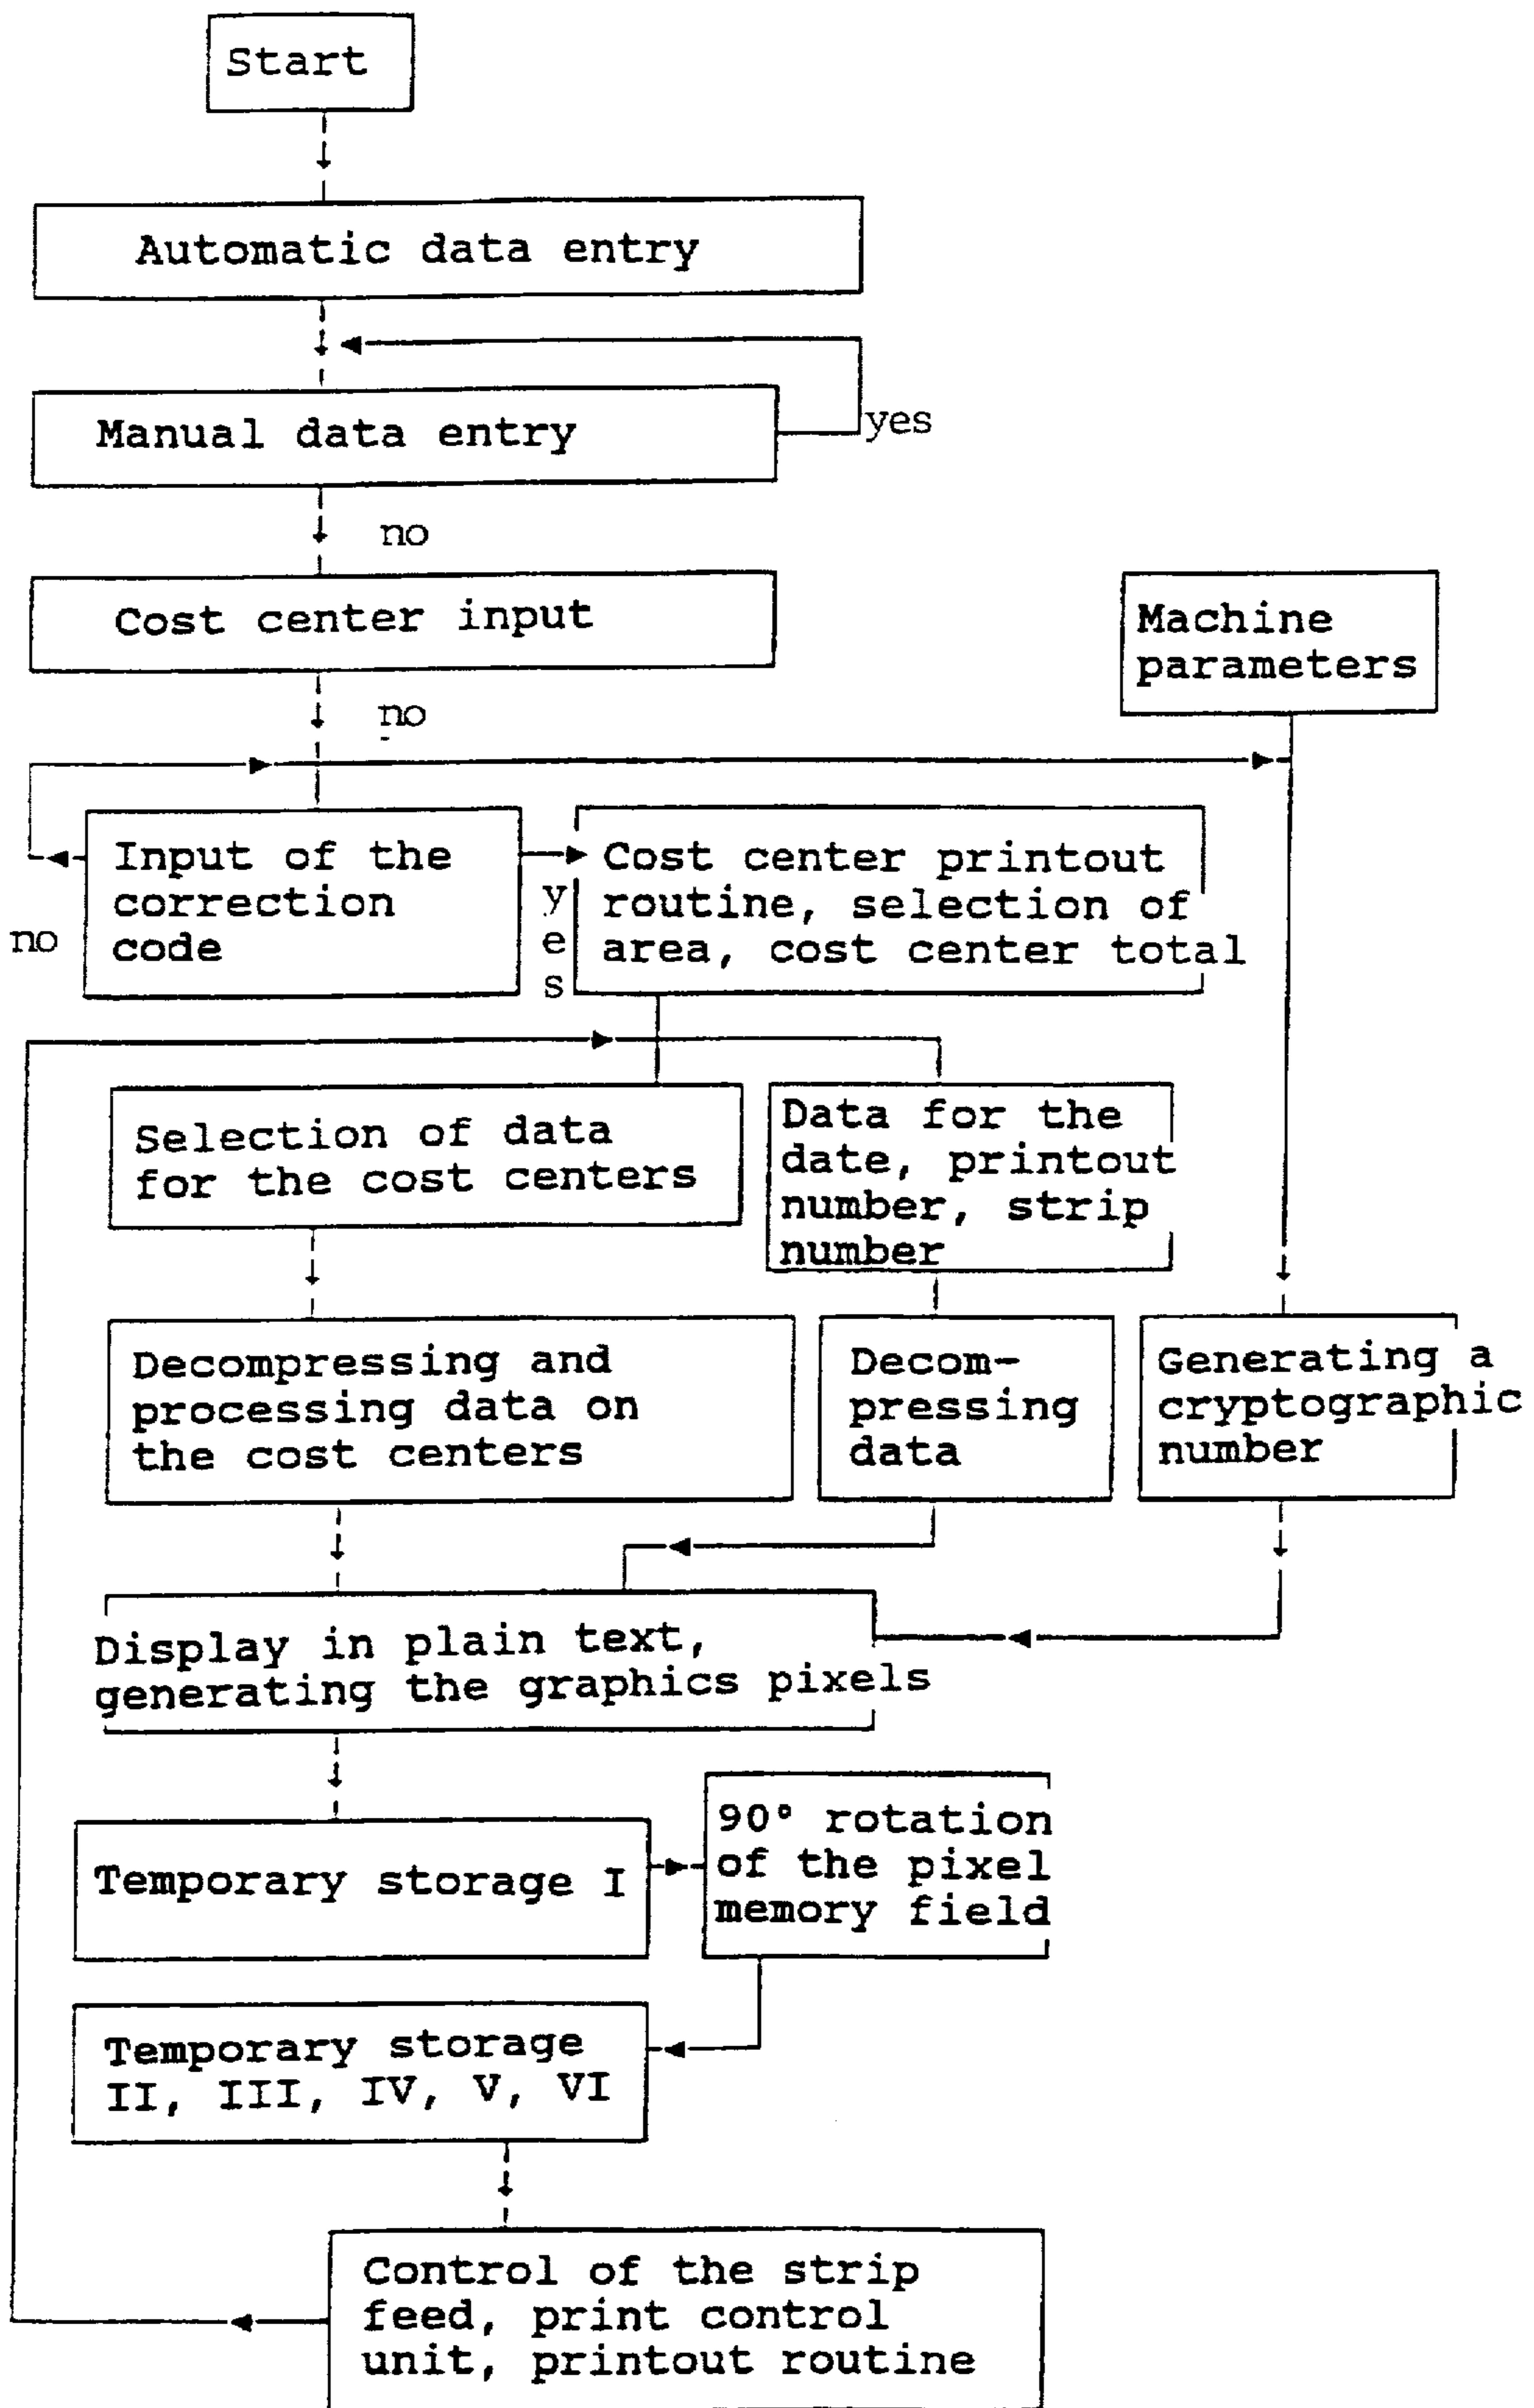 Start
Automatic data entry
Manual data entry
yes
no
Cost center input
no
Machine
parameters
Input of the
correction
code
no
yes
Cost center printout
routine, selection of
area, cost center total
Selection of data
for the cost centers
Data for the
date, printout
number, strip
number
Decompressing and
processing data on
the cost centers
Decom-
pressing
data
Generating a
cryptographic
number
Display in plain text,
generating the graphics pixels
Temporary storage I
90° rotation
of the pixel
memory field
Temporary storage
II, III, IV, V, VI
Control of the strip
feed, print control
unit, printout routine